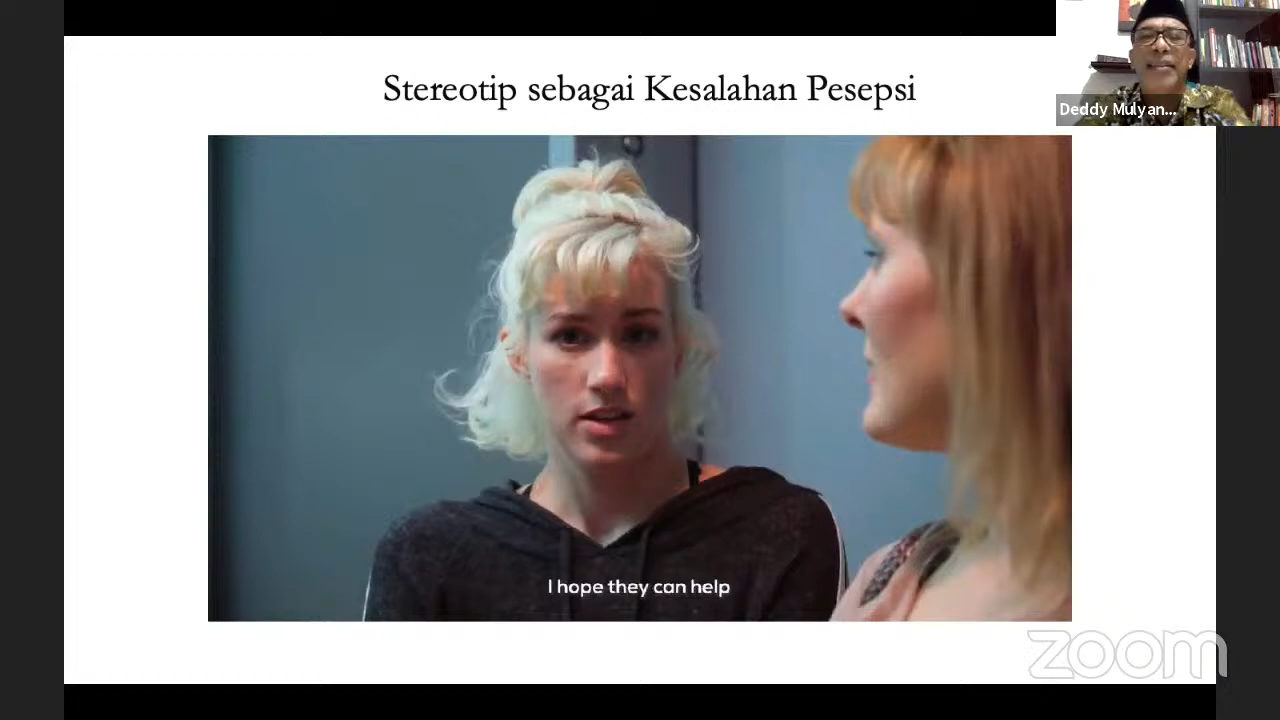 Stereotip sebagai Kesalahan Pesepsi
Deddy Mulyan...
I hope they can help
zoom